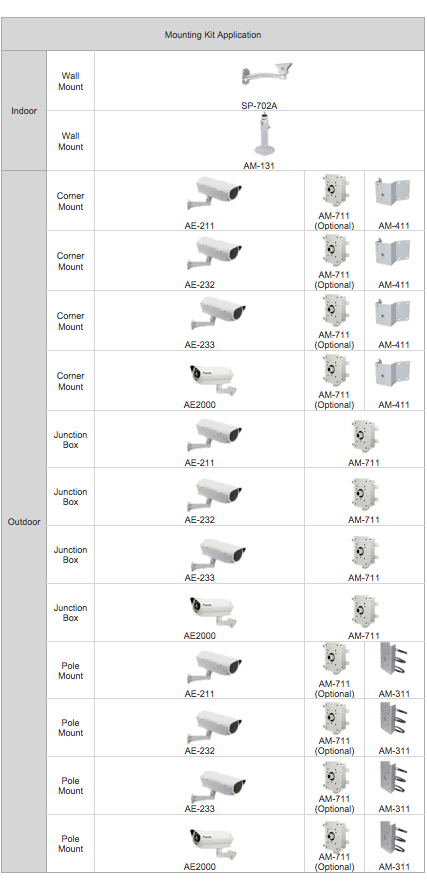 Mounting Kit Application
Indoor
Wall
Mount
SP-702A
Wall
Mount
AM-131
Outdoor
Corner
Mount
AE-211
AM-711
(Optional)
AM-411
Corner
Mount
AE-232
AM-711
(Optional)
AM-411
Corner
Mount
AE-233
AM-711
(Optional)
AM-411
Corner
Mount
AE2000
AM-711
(Optional)
AM-411
Junction
Box
AE-211
AM-711
Junction
Box
AE-232
AM-711
Junction
Box
AE-233
AM-711
Junction
Box
AE2000
AM-711
Pole
Mount
AE-211
AM-711
(Optional)
AM-311
Pole
Mount
AE-232
AM-711
(Optional)
AM-311
Pole
Mount
AE-233
AM-711
(Optional)
AM-311
Pole
Mount
AE2000
AM-711
(Optional)
AM-311